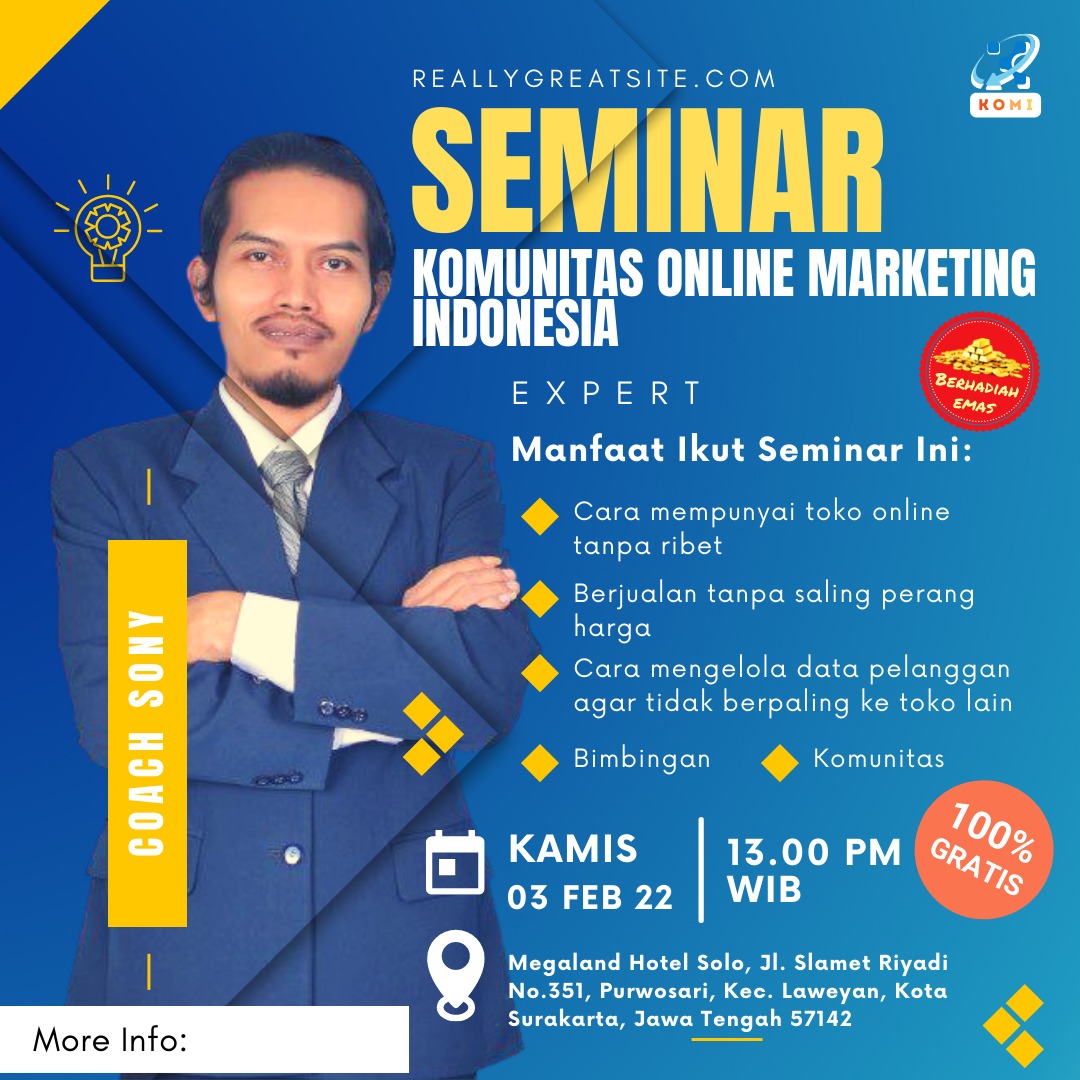 REALLYGREATSITE.COM
KOMI
SEMINAR
KOMUNITAS ONLINE MARKETING
INDONESIA
BERHADIAH
EMAS
EXPERT
Manfaat Ikut Seminar Ini:
Cara mempunyai toko online
tanpa ribet
Berjualan tanpa saling perang
harga
Cara mengelola data pelanggan
agar tidak berpaling ke toko lain
Bimbingan
Komunitas
COACH SONY
KAMIS
03 FEB 22
13.00 PM
WIB
100%
GRATIS
Megaland Hotel Solo, Jl. Slamet Riyadi
No.351, Purwosari, Kec. Laweyan, Kota
Surakarta, Jawa Tengah 57142
More Info: